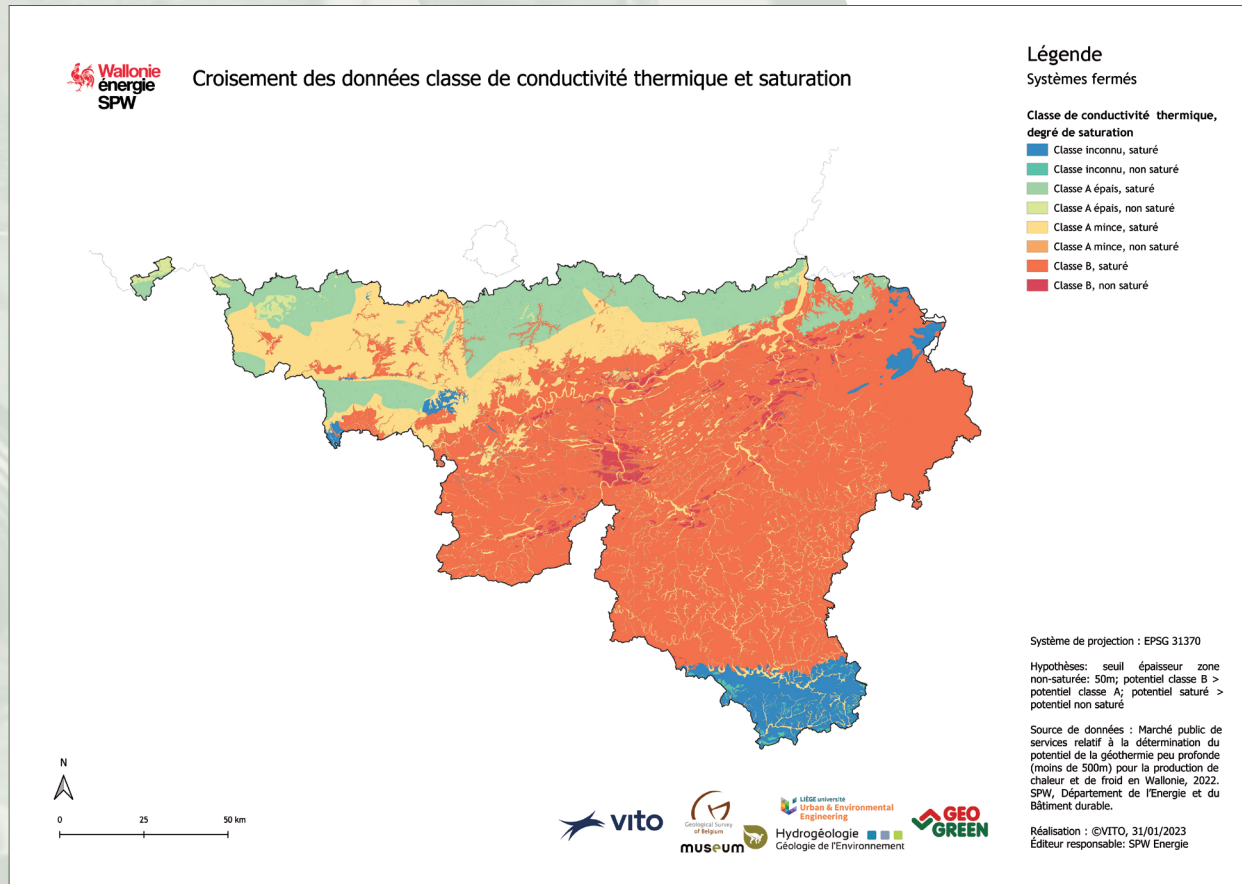 Wallonie
énergie
SPW
Croisement des données classe de conductivité thermique et saturation
Légende
Systèmes fermés
Classe de conductivité thermique,
degré de saturation
Classe inconnu, saturé
Classe inconnu, non saturé
Classe A épais, saturé
Classe A épais, non saturé
Classe A mince, saturé
Classe A mince, non saturé
Classe B, saturé
Classe B, non saturé
Système de projection : EPSG 31370
Hypothèses: seuil épaisseur zone
non-saturée: 50m; potentiel classe B >
potentiel classe A; potentiel saturé >
potentiel non saturé
Source de données : Marché public de
services relatif à la détermination du
potentiel de la géothermie peu profonde
(moins de 500m) pour la production de
chaleur et de froid en Wallonie, 2022.
SPW, Département de l'Energie et du
Bâtiment durable.
Réalisation : ©VITO, 31/01/2023
Éditeur responsable: SPW Energie
N
0 25 50 km
vito
Geological Survey
of Belgium
museum
LIÈGE université
Urban & Environmental
Engineering
Hydrogéologie
Géologie de l'Environnement
GEO
GREEN